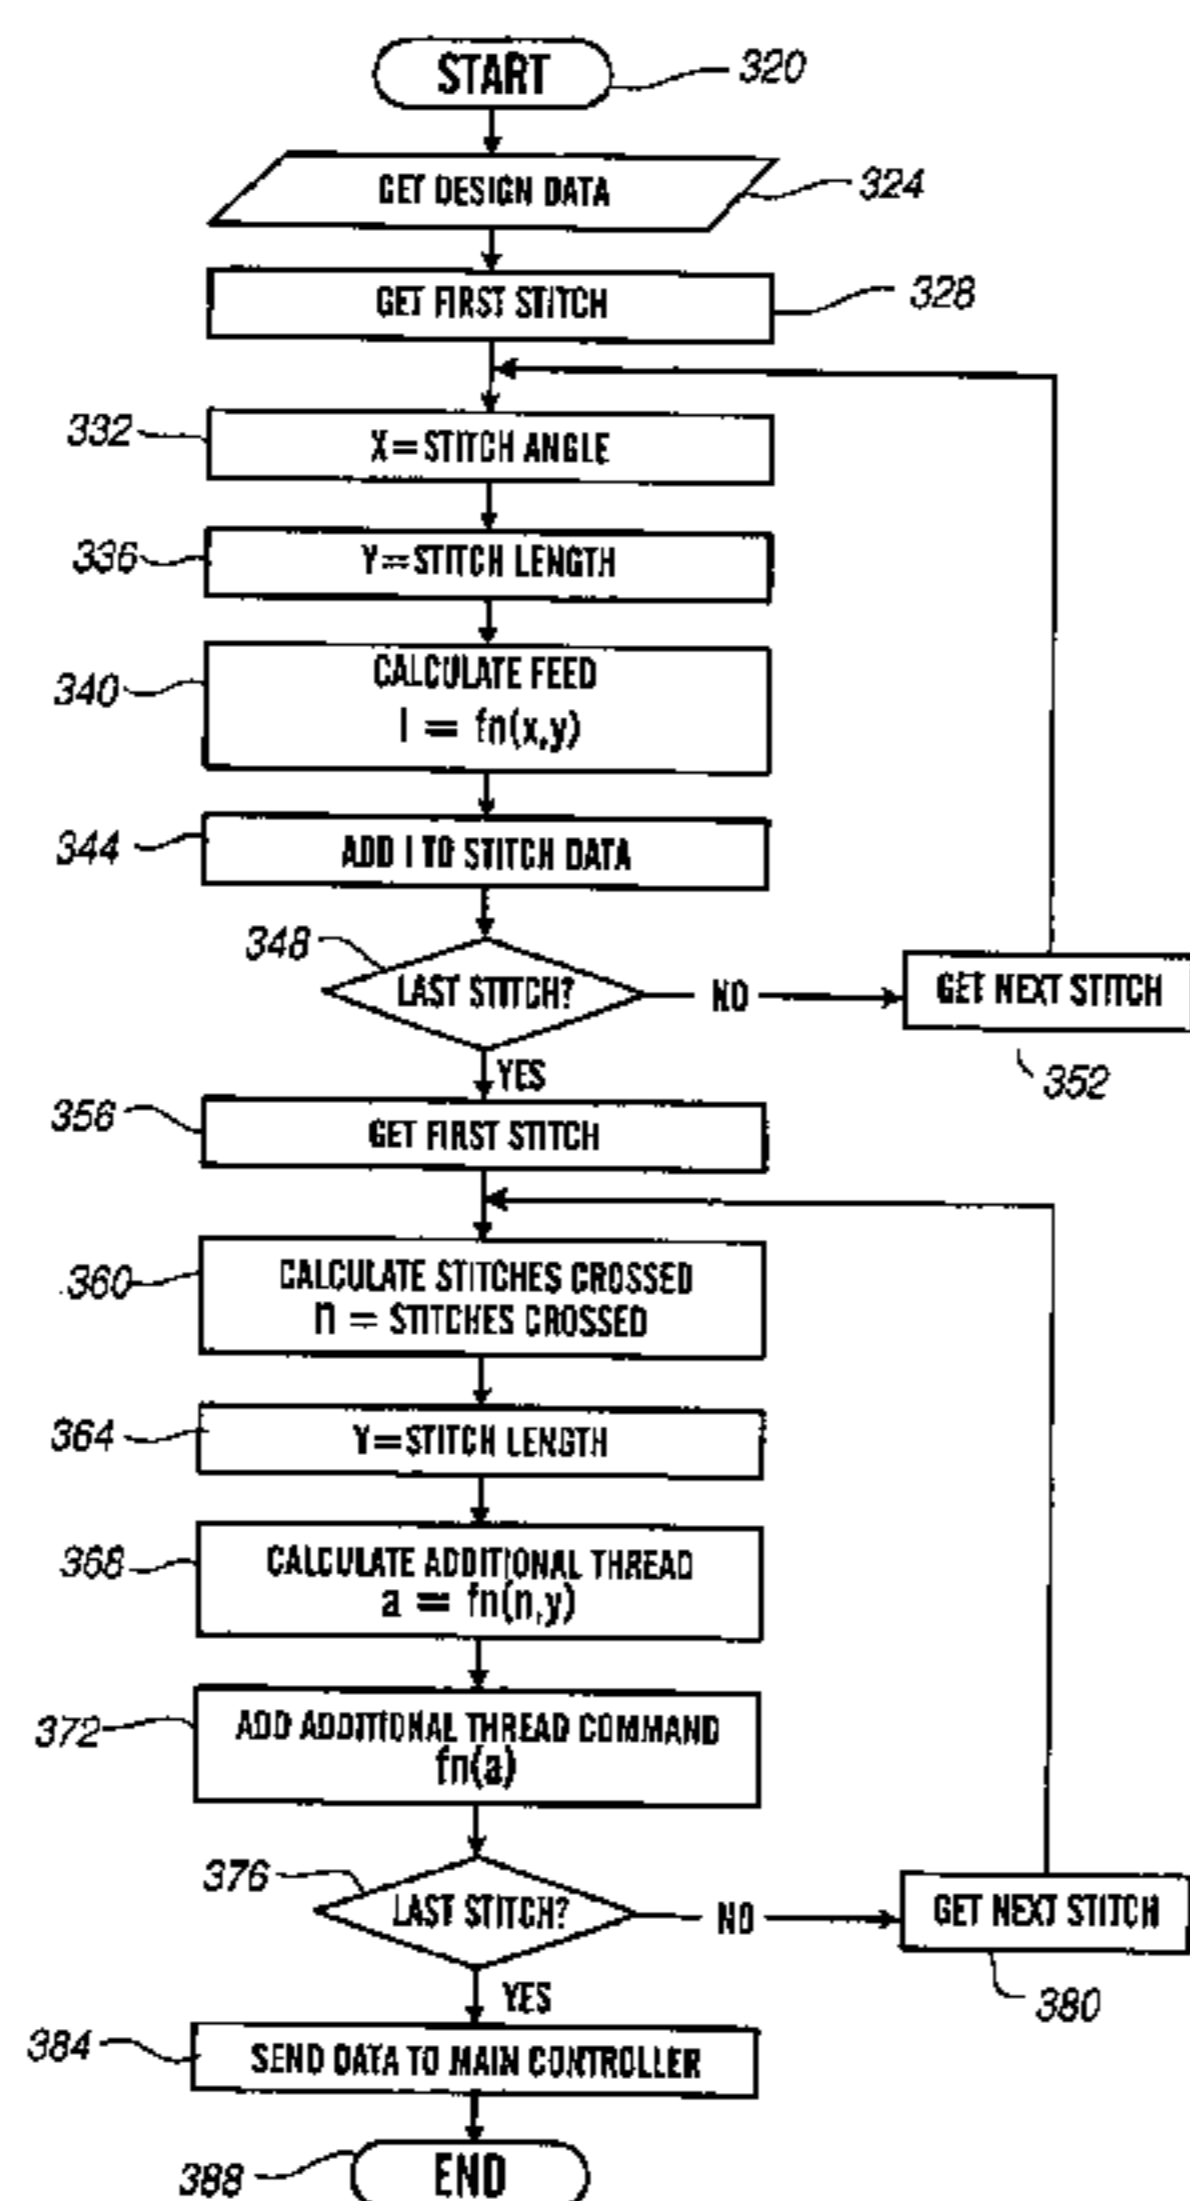 START
320
GET DESIGN DATA
324
GET FIRST STITCH
328
332
X=STITCH ANGLE
336
Y=STITCH LENGTH
340
CALCULATE FEED
l = fn(x,y)
344
ADD l TO STITCH DATA
348
LAST STITCH?
NO
GET NEXT STITCH
352
YES
356
GET FIRST STITCH
360
CALCULATE STITCHES CROSSED
n = STITCHES CROSSED
364
Y=STITCH LENGTH
368
CALCULATE ADDITIONAL THREAD
a = fn(n,y)
372
ADD ADDITIONAL THREAD COMMAND
fn(a)
376
LAST STITCH?
NO
GET NEXT STITCH
380
YES
384
SEND DATA TO MAIN CONTROLLER
388
END